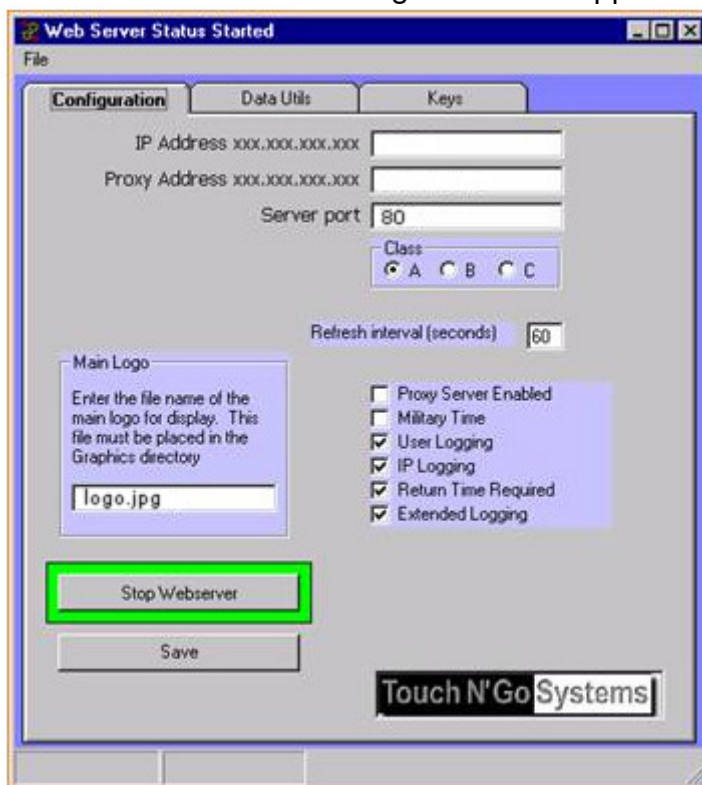 Web Server Status Started
File
Configuration Data Utils Keys
IP Address xxx.xxx.xxx.xxx
Proxy Address xxx.xxx.xxx.xxx
Server port 80
Class
A B C
Refresh interval (seconds) 60
Main Logo
Enter the file name of the
main logo for display. This
file must be placed in the
Graphics directory
logo.jpg
Proxy Server Enabled
Military Time
User Logging
IP Logging
Return Time Required
Extended Logging
Stop Webserver
Save
Touch N'Go Systems